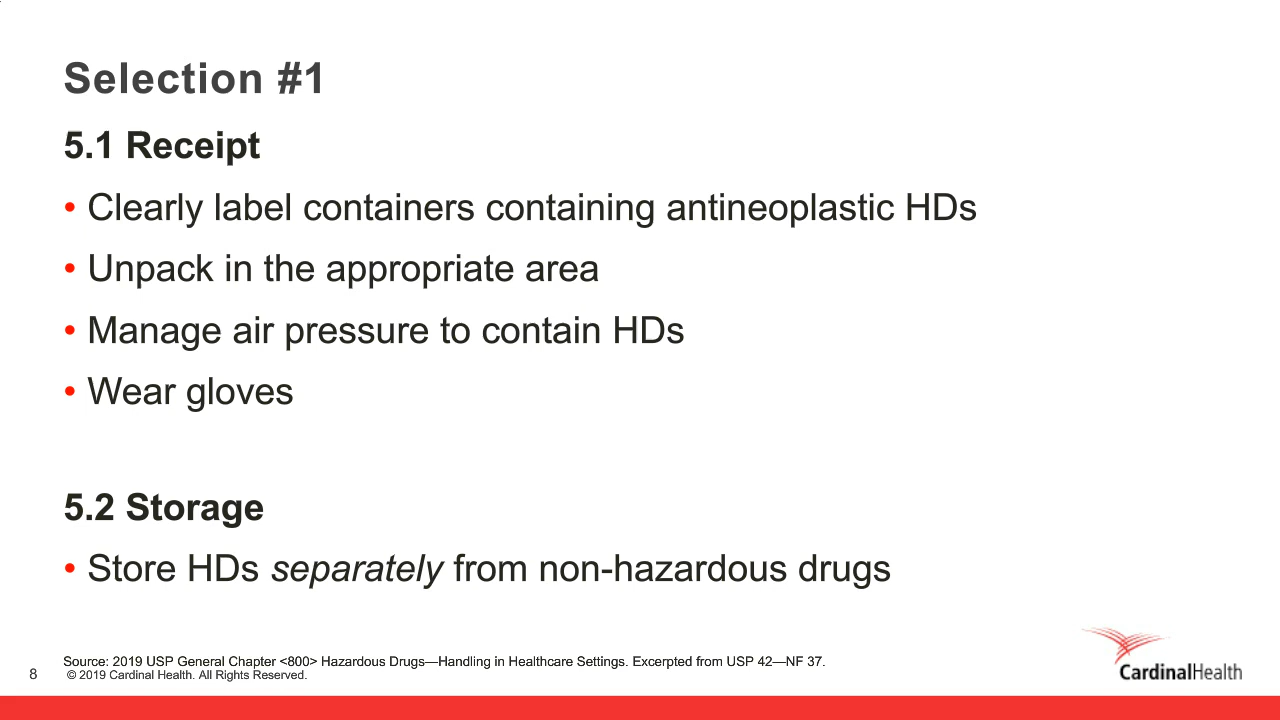 Selection #1
5.1 Receipt
• Clearly label containers containing antineoplastic HDs
• Unpack in the appropriate area
• Manage air pressure to contain HDs
• Wear gloves
5.2 Storage
• Store HDs separately from non-hazardous drugs
Source: 2019 USP General Chapter <800> Hazardous Drugs—Handling in Healthcare Settings. Excerpted from USP 42—NF 37.
8 © 2019 Cardinal Health. All Rights Reserved.
CardinalHealth